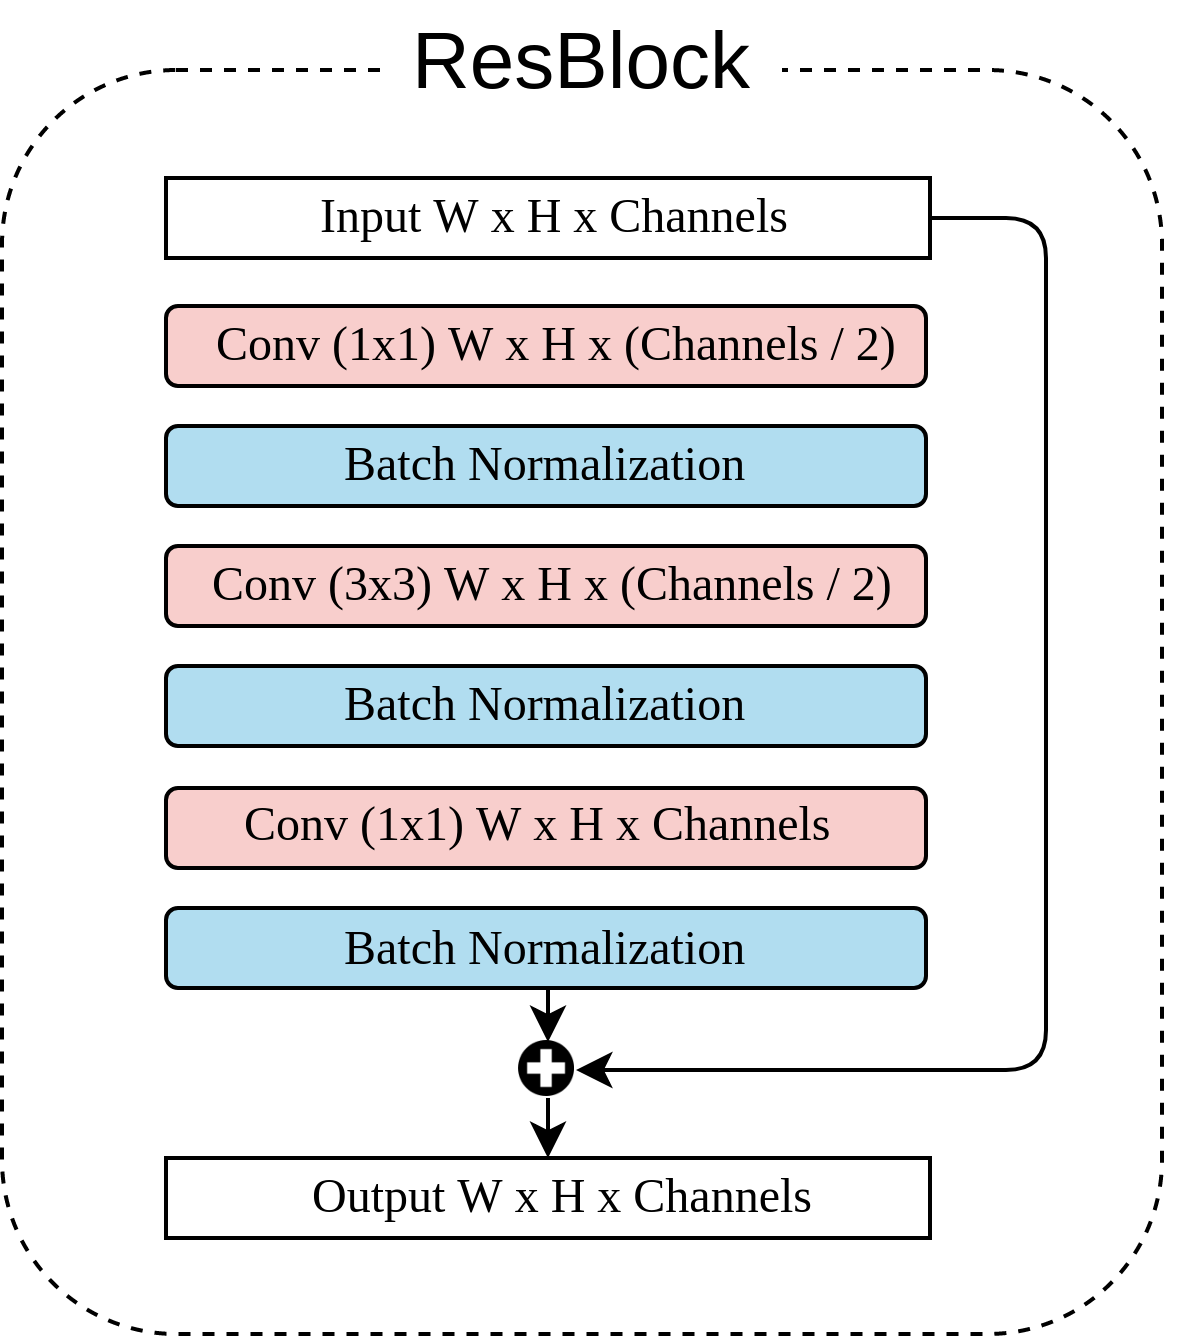 ResBlock
Input W x H x Channels
Conv (1x1) W x H x (Channels / 2)
Batch Normalization
Conv (3x3) W x H x (Channels / 2)
Batch Normalization
Conv (1x1) W x H x Channels
Batch Normalization
Output W x H x Channels